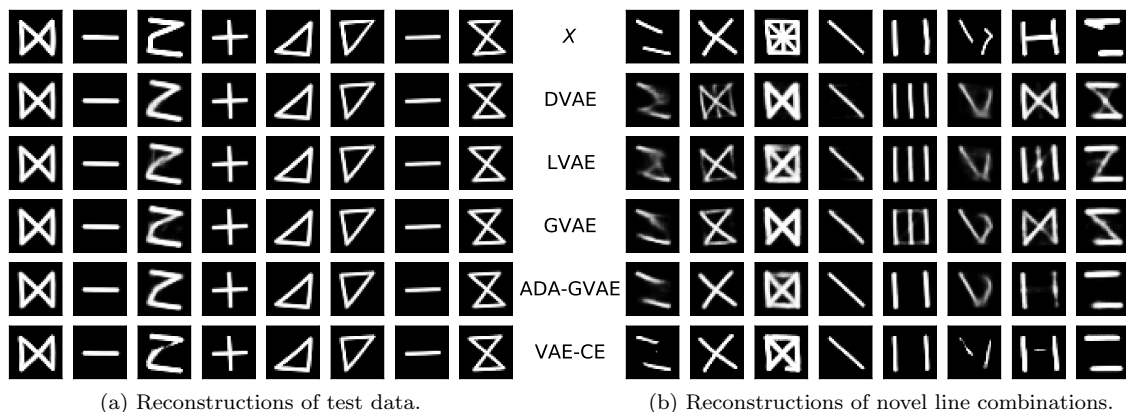 X
DVAE
LVAE
GVAE
ADA-GVAE
VAE-CE
(a) Reconstructions of test data.
(b) Reconstructions of novel line combinations.